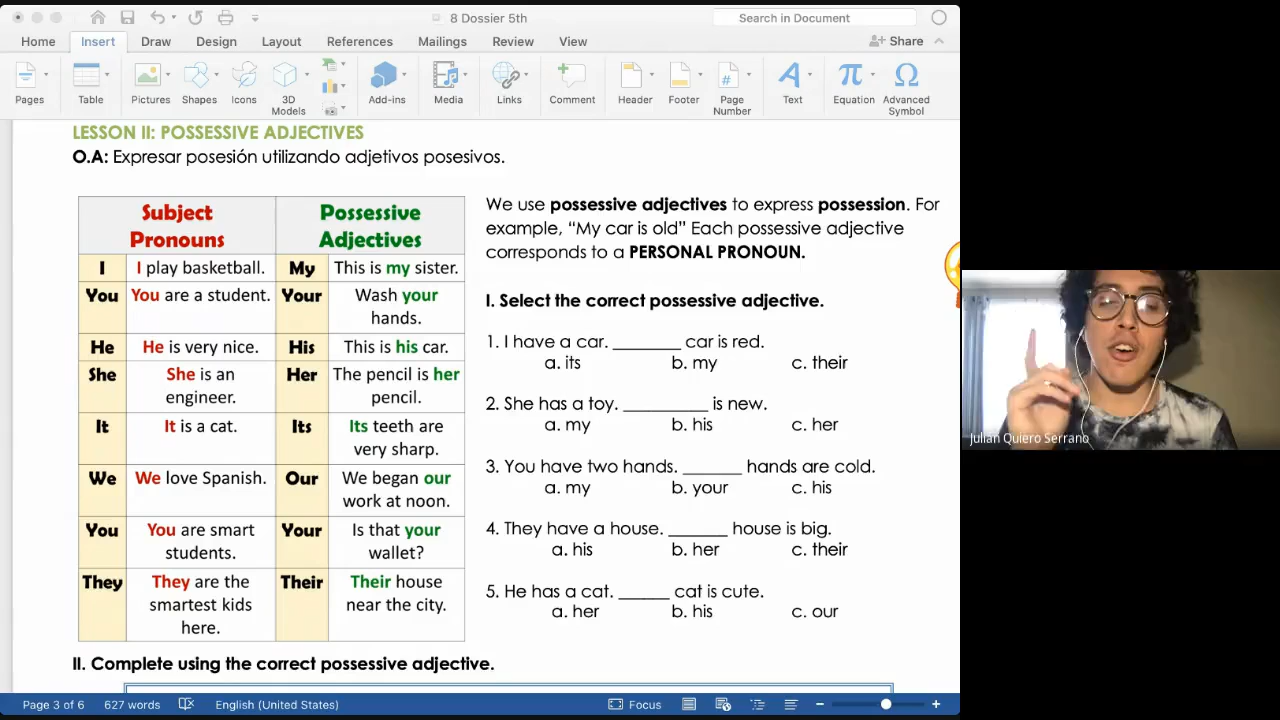 8 Dossier 5th
Search in Document
Home
Insert
Draw
Design
Layout
References
Mailings
Review
View
Share
Pages
Table
Pictures
Shapes
Icons
3D
Models
Add-ins
Media
Links
Comment
Header
Footer
Page
Number
Text
Equation
Advanced
Symbol
LESSON II: POSSESSIVE ADJECTIVES
O.A: Expresar posesión utilizando adjetivos posesivos.
Subject
Pronouns
Possessive
Adjectives
I
I play basketball.
My
This is my sister.
You
You are a student.
Your
Wash your
hands.
He
He is very nice.
His
This is his car.
She
She is an
engineer.
Her
The pencil is her
pencil.
It
It is a cat.
Its
Its teeth are
very sharp.
We
We love Spanish.
Our
We began our
work at noon.
You
You are smart
students.
Your
Is that your
wallet?
They
They are the
smartest kids
here.
Their
Their house
near the city.
We use possessive adjectives to express possession. For
example, “My car is old” Each possessive adjective
corresponds to a PERSONAL PRONOUN.
I. Select the correct possessive adjective.
1. I have a car. ________ car is red.
a. its b. my c. their
2. She has a toy. __________ is new.
a. my b. his c. her
3. You have two hands. _______ hands are cold.
a. my b. your c. his
4. They have a house. _______ house is big.
a. his b. her c. their
5. He has a cat. ______ cat is cute.
a. her b. his c. our
II. Complete using the correct possessive adjective.
Julián Quiero Serrano
Page 3 of 6
627 words
English (United States)
Focus